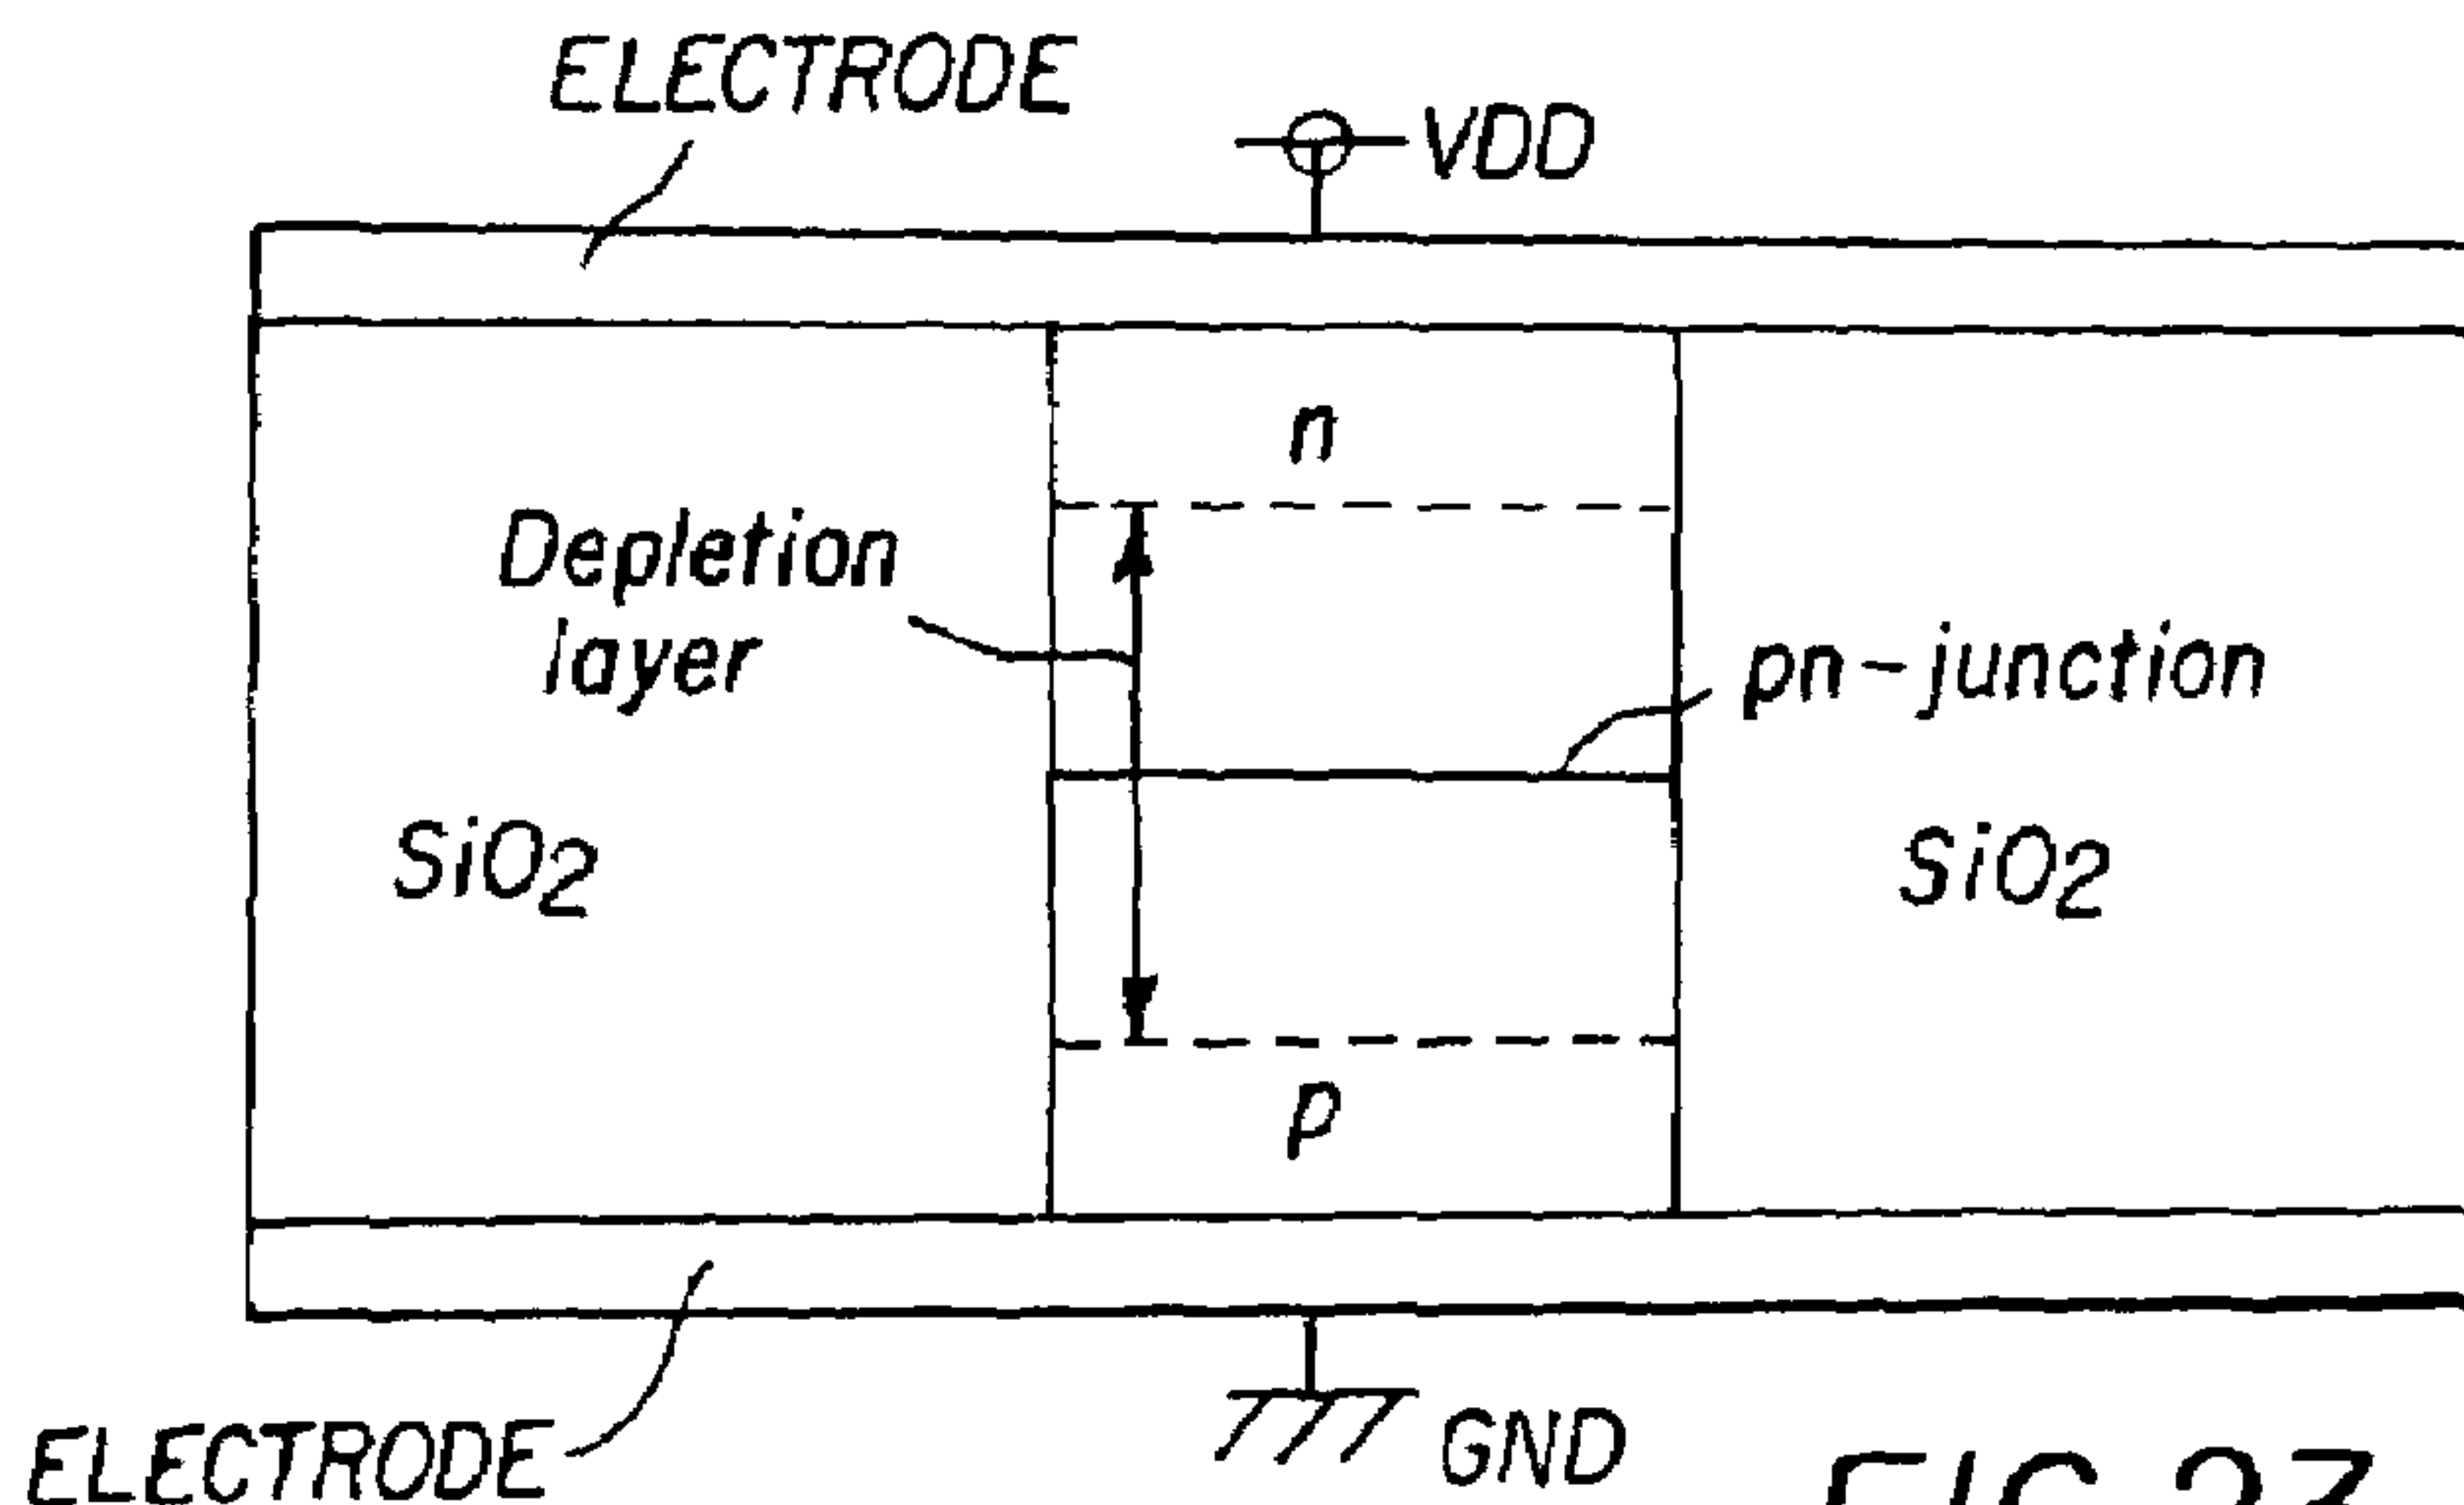 ELECTRODE
VDD
n
Depletion
layer
pn-junction
SiO2
SiO2
p
ELECTRODE
GND